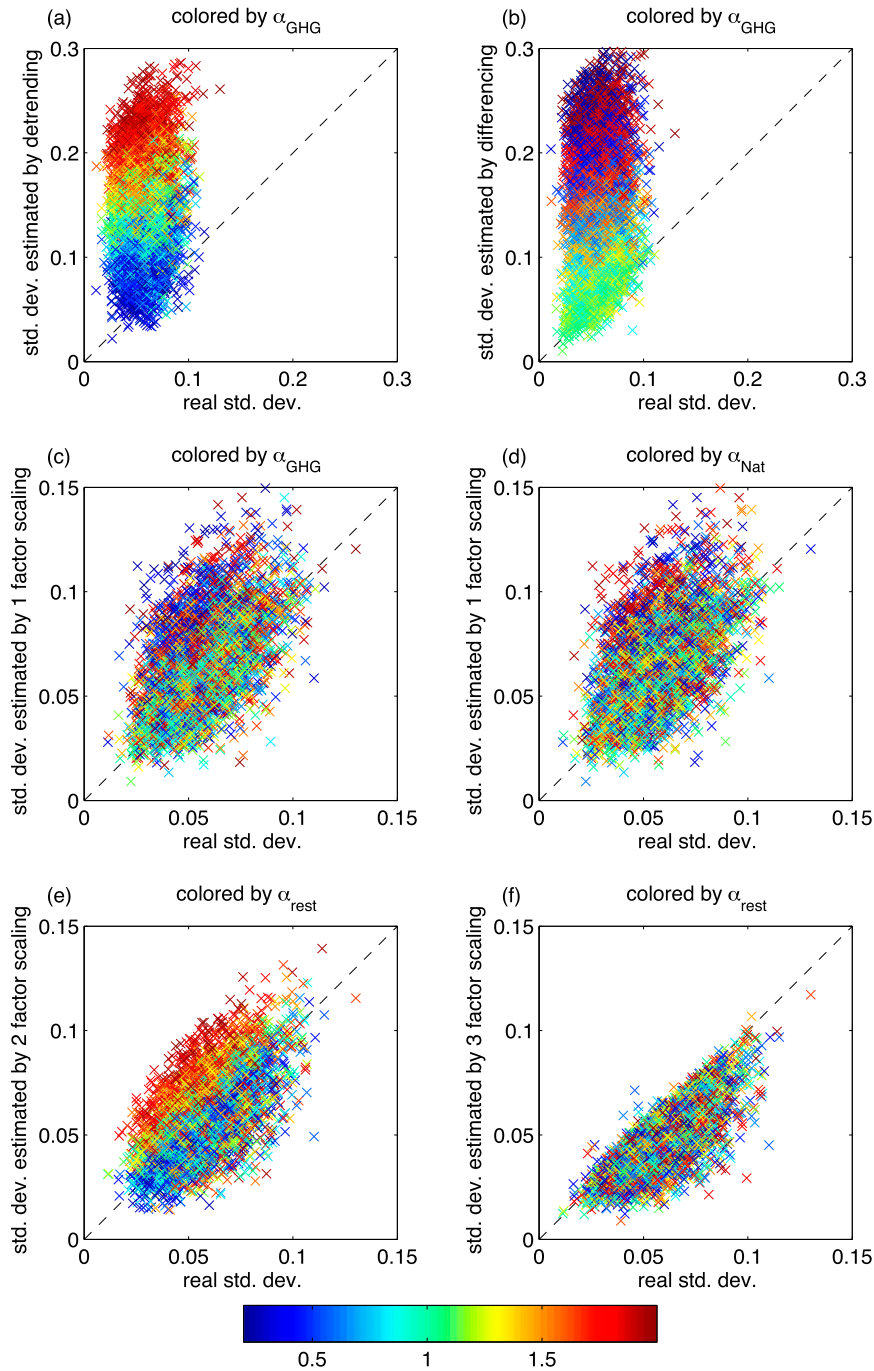 (a) colored by αGHG
std. dev. estimated by detrending
0.3
0.2
0.1
0
0 0.1 0.2 0.3
real std. dev.
(b) colored by αGHG
std. dev. estimated by differencing
0.3
0.2
0.1
0
0 0.1 0.2 0.3
real std. dev.
(c) colored by αGHG
std. dev. estimated by 1 factor scaling
0.15
0.1
0.05
0
0 0.05 0.1 0.15
real std. dev.
(d) colored by αNat
std. dev. estimated by 1 factor scaling
0.15
0.1
0.05
0
0 0.05 0.1 0.15
real std. dev.
(e) colored by αrest
std. dev. estimated by 2 factor scaling
0.15
0.1
0.05
0
0 0.05 0.1 0.15
real std. dev.
(f) colored by αrest
std. dev. estimated by 3 factor scaling
0.15
0.1
0.05
0
0 0.05 0.1 0.15
real std. dev.
0.5 1 1.5